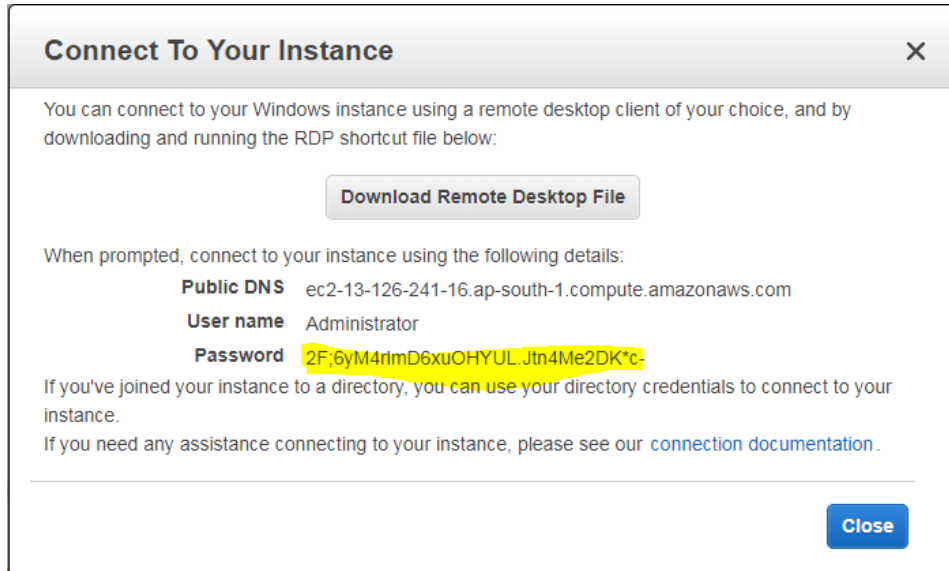 Connect To Your Instance
You can connect to your Windows instance using a remote desktop client of your choice, and by
downloading and running the RDP shortcut file below:
Download Remote Desktop File
When prompted, connect to your instance using the following details:
Public DNS ec2-13-126-241-16.ap-south-1.compute.amazonaws.com
User name Administrator
Password
If you've joined your instance to a directory, you can use your directory credentials to connect to your
instance.
If you need any assistance connecting to your instance, please see our connection documentation.
Close